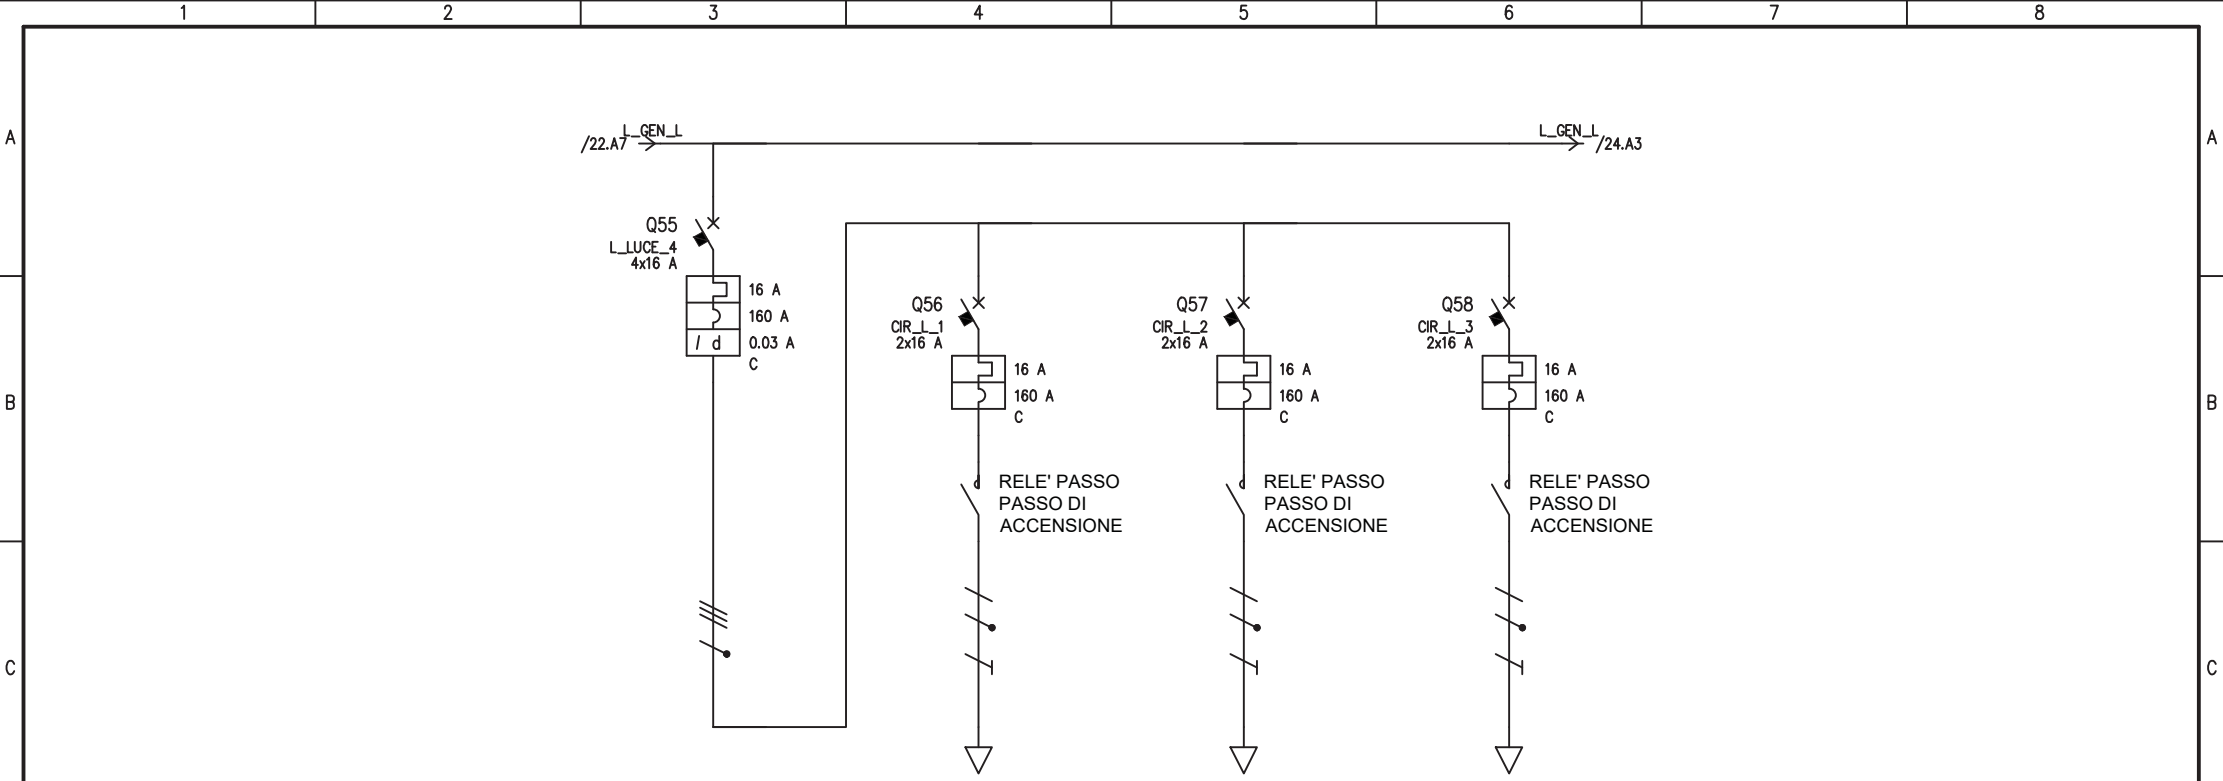 1 2 3 4 5 6 7 8
A A
L_GEN_L
/22.A7
L_GEN_L
/24.A3
Q55
L_LUCE_4
4x16 A
16 A
160 A
I d 0.03 A
C
Q56
CIR_L_1
2x16 A
16 A
160 A
C
Q57
CIR_L_2
2x16 A
16 A
160 A
C
Q58
CIR_L_3
2x16 A
16 A
160 A
C
B B
RELE' PASSO
PASSO DI
ACCENSIONE
RELE' PASSO
PASSO DI
ACCENSIONE
RELE' PASSO
PASSO DI
ACCENSIONE
C C